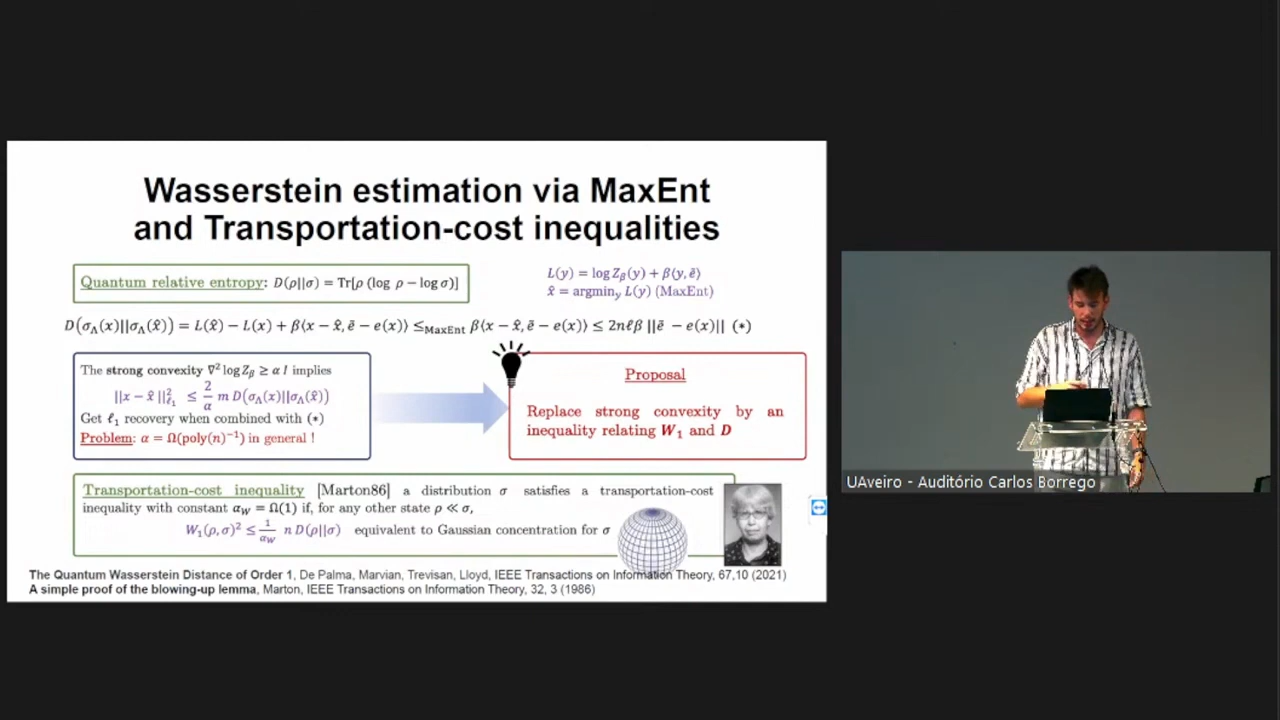 Wasserstein estimation via MaxEnt
and Transportation-cost inequalities
Quantum relative entropy: D(ρ||σ) = Tr[ρ (log ρ − log σ)]
L(y) = log Z_β(y) + β⟨y, ē⟩
x̂ = argmin_y L(y) (MaxEnt)
D(σ_Λ(x)||σ_Λ(x̂)) = L(x̂) − L(x) + β⟨x − x̂, ē − e(x)⟩ ≤_MaxEnt β⟨x − x̂, ē − e(x)⟩ ≤ 2nℓβ ||ē − e(x)|| (*)
The strong convexity ∇² log Z_β ≥ α I implies
||x − x̂ ||²_ℓ₁ ≤ 2/α m D(σ_Λ(x)||σ_Λ(x̂))
Get ℓ₁ recovery when combined with (*)
Problem: α = Ω(poly(n)⁻¹) in general !
Proposal
Replace strong convexity by an
inequality relating W₁ and D
Transportation-cost inequality [Marton86] a distribution σ satisfies a transportation-cost
inequality with constant α_W = Ω(1) if, for any other state ρ ≪ σ,
W₁(ρ, σ)² ≤ 1/α_W n D(ρ||σ) equivalent to Gaussian concentration for σ
The Quantum Wasserstein Distance of Order 1, De Palma, Marvian, Trevisan, Lloyd, IEEE Transactions on Information Theory, 67,10 (2021)
A simple proof of the blowing-up lemma, Marton, IEEE Transactions on Information Theory, 32, 3 (1986)
UAveiro - Auditório Carlos Borrego